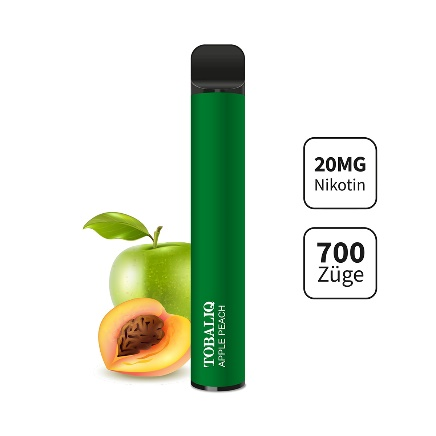 TOBALIQ
APPLE PEACH
20MG
Nikotin
700
Züge